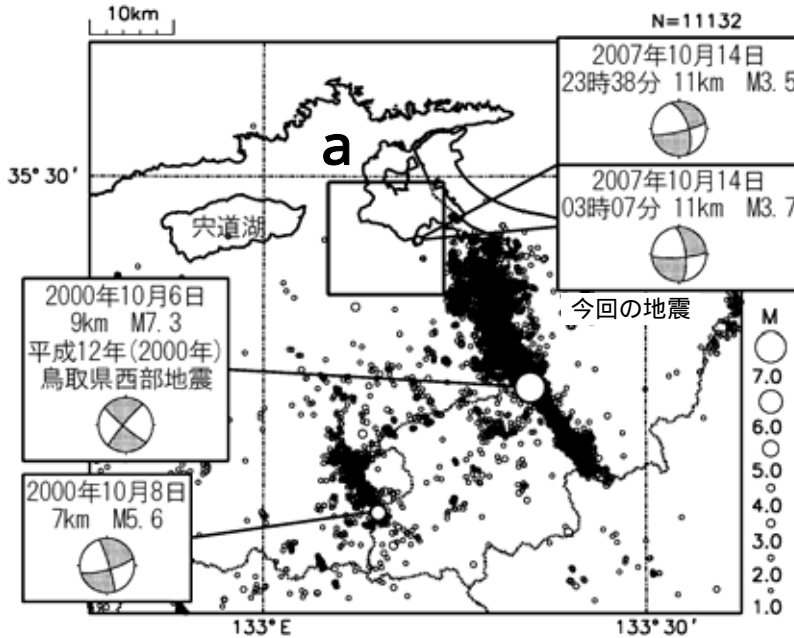 10km
N=11132
2007年10月14日
23時38分 11km M3.5
a
35°30′
2007年10月14日
03時07分 11km M3.7
宍道湖
今回の地震
2000年10月6日
9km M7.3
平成12年(2000年)
鳥取県西部地震
M
7.0
6.0
5.0
4.0
3.0
2.0
1.0
2000年10月8日
7km M5.6
133°E
133°30′